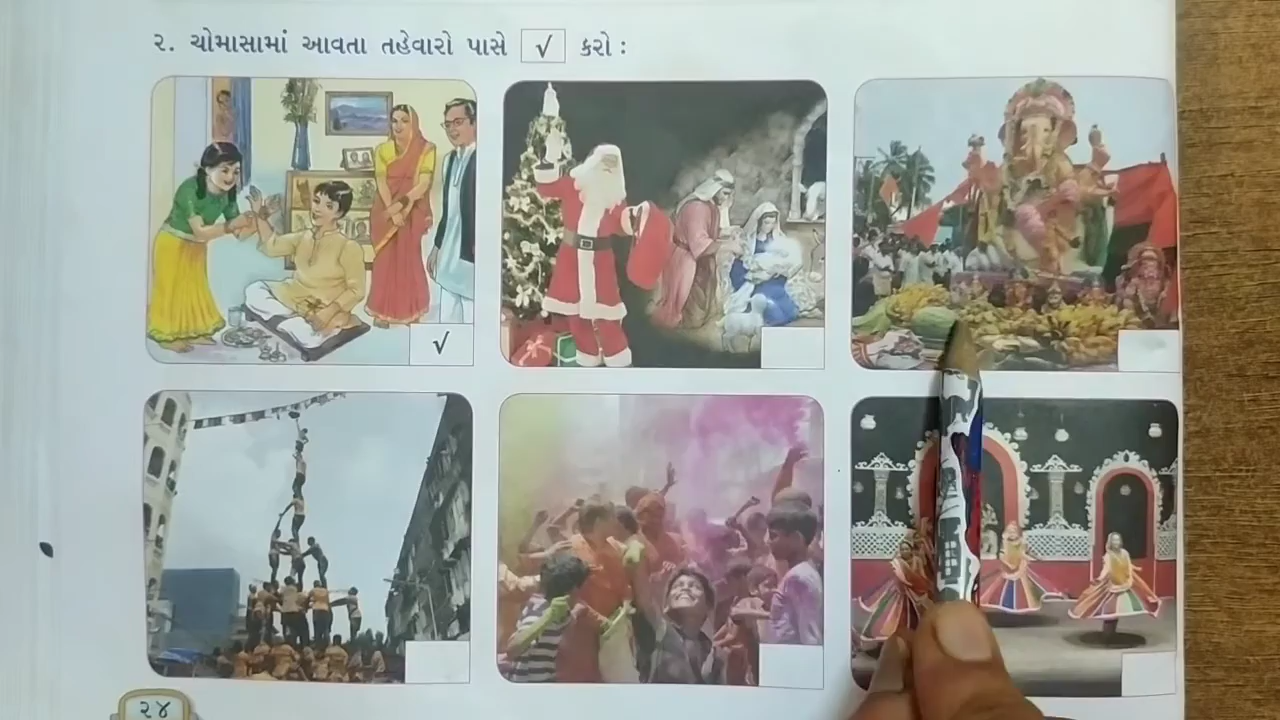 ૨. ચોમાસામાં આવતા તહેવારો પાસે √ કરો :
√
૨૪